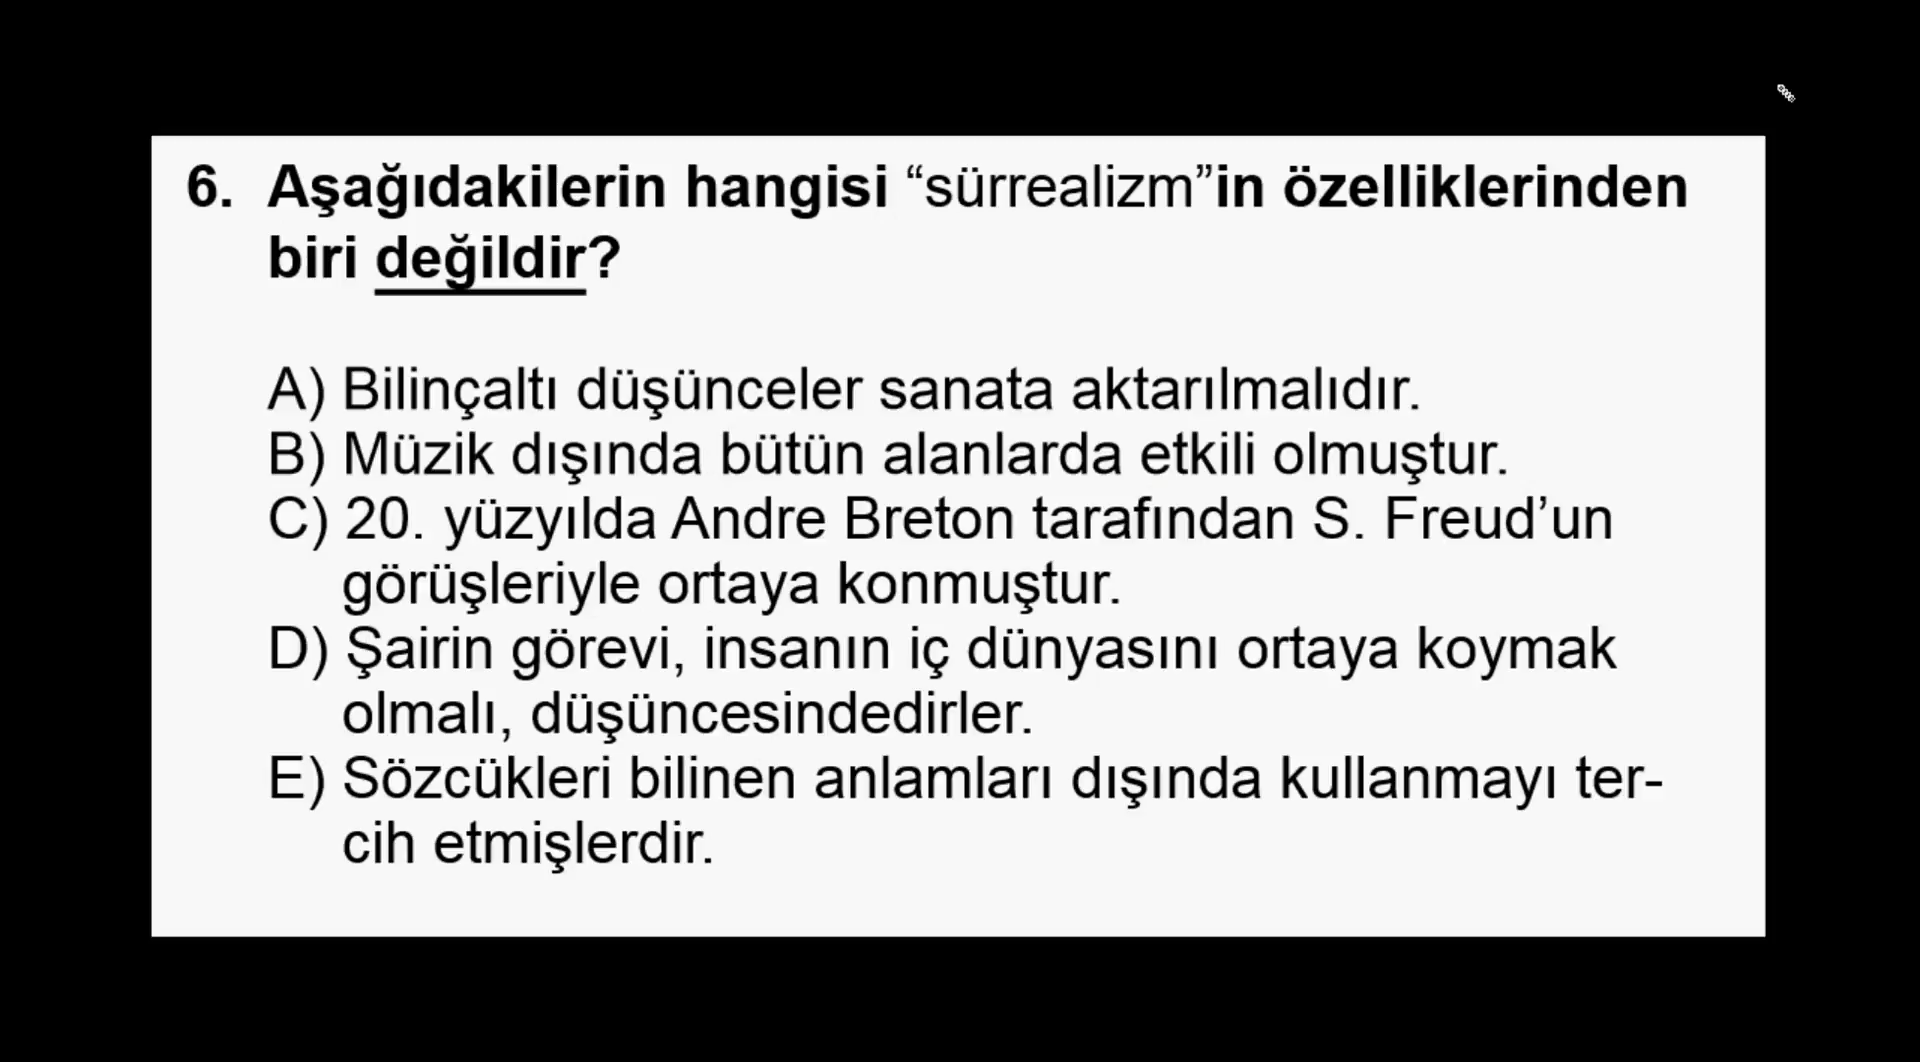 6. Aşağıdakilerin hangisi “sürrealizm”in özelliklerinden
biri değildir?
A) Bilinçaltı düşünceler sanata aktarılmalıdır.
B) Müzik dışında bütün alanlarda etkili olmuştur.
C) 20. yüzyılda Andre Breton tarafından S. Freud’un
görüşleriyle ortaya konmuştur.
D) Şairin görevi, insanın iç dünyasını ortaya koymak
olmalı, düşüncesindedirler.
E) Sözcükleri bilinen anlamları dışında kullanmayı ter-
cih etmişlerdir.